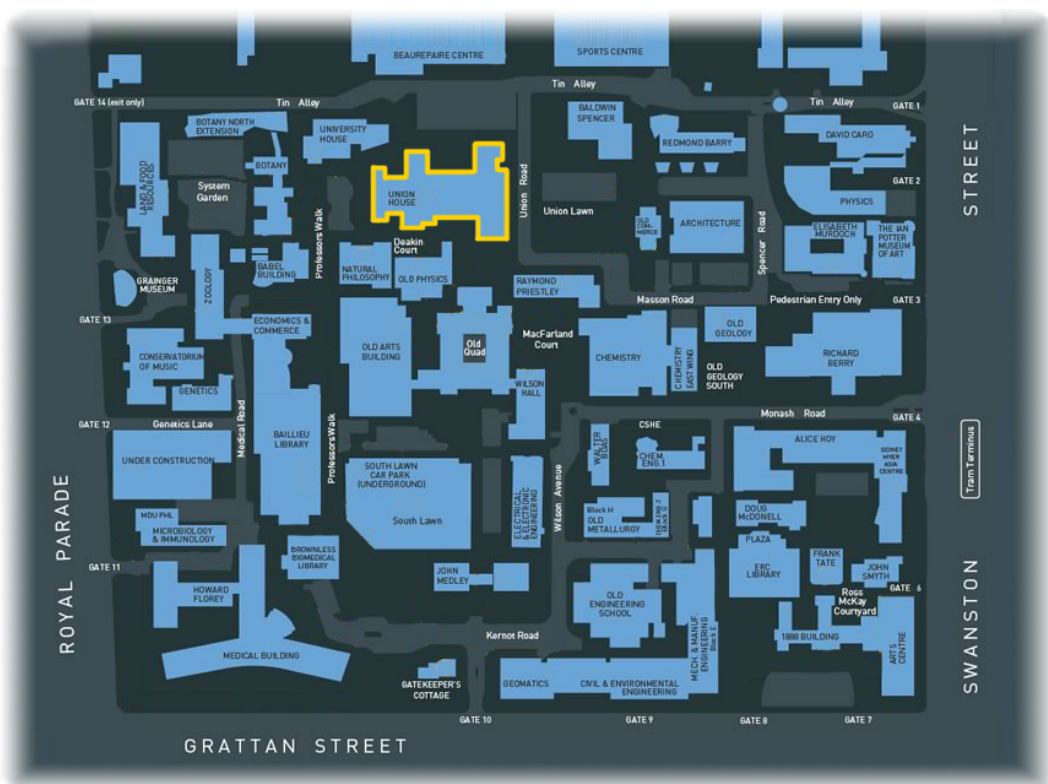 BEAUREPAIRE CENTRE
SPORTS CENTRE
Tin Alley
GATE 14 (exit only)
Tin Alley
Tin Alley
GATE 1
BOTANY NORTH
EXTENSION
UNIVERSITY
HOUSE
BALDWIN
SPENCER
REDMOND BARRY
DAVID CARO
STREET
LAND & FOOD
RESOURCES
BOTANY
System
Garden
UNION
HOUSE
Union Road
Union Lawn
GATE 2
PHYSICS
OLD
COM-
MERCE
ARCHITECTURE
Spencer Road
ELISABETH
MURDOCH
THE IAN
POTTER
MUSEUM
OF ART
Professors Walk
Deakin
Court
BABEL
BUILDING
NATURAL
PHILOSOPHY
OLD PHYSICS
RAYMOND
PRIESTLEY
GRAINGER
MUSEUM
ZOOLOGY
Masson Road
Pedestrian Entry Only
GATE 3
GATE 13
ECONOMICS &
COMMERCE
OLD ARTS
BUILDING
Old
Quad
MacFarland
Court
CHEMISTRY
CHEMISTRY
EAST WING
OLD
GEOLOGY
OLD
GEOLOGY
SOUTH
RICHARD
BERRY
CONSERVATORIUM
OF MUSIC
GENETICS
WILSON
HALL
GATE 12
Genetics Lane
Medical Road
BAILLIEU
LIBRARY
Professors Walk
Monash Road
GATE 4
CSHE
WALTER
BOAS
CHEM.
ENG.1
ALICE HOY
SIDNEY
MYER
ASIA
CENTRE
Tram Terminus
UNDER CONSTRUCTION
SOUTH LAWN
CAR PARK
(UNDERGROUND)
South Lawn
ELECTRICAL
& ELECTRONIC
ENGINEERING
Wilson Avenue
Block H
OLD
METALLURGY
CHEM.ENG.2
Block G
DOUG
McDONELL
MDU PHL
MICROBIOLOGY
& IMMUNOLOGY
ROYAL PARADE
BROWNLESS
BIOMEDICAL
LIBRARY
PLAZA
ERC
LIBRARY
FRANK
TATE
JOHN
SMYTH
GATE 11
GATE 6
HOWARD
FLOREY
JOHN
MEDLEY
OLD
ENGINEERING
SCHOOL
MECH. & MANUF.
ENGINEERING
Block E
Ross
McKay
Courtyard
1888 BUILDING
ARTS
CENTRE
SWANSTON
Kernot Road
MEDICAL BUILDING
GATEKEEPER'S
COTTAGE
GEOMATICS
CIVIL & ENVIRONMENTAL
ENGINEERING
GATE 10
GATE 9
GATE 8
GATE 7
GRATTAN STREET